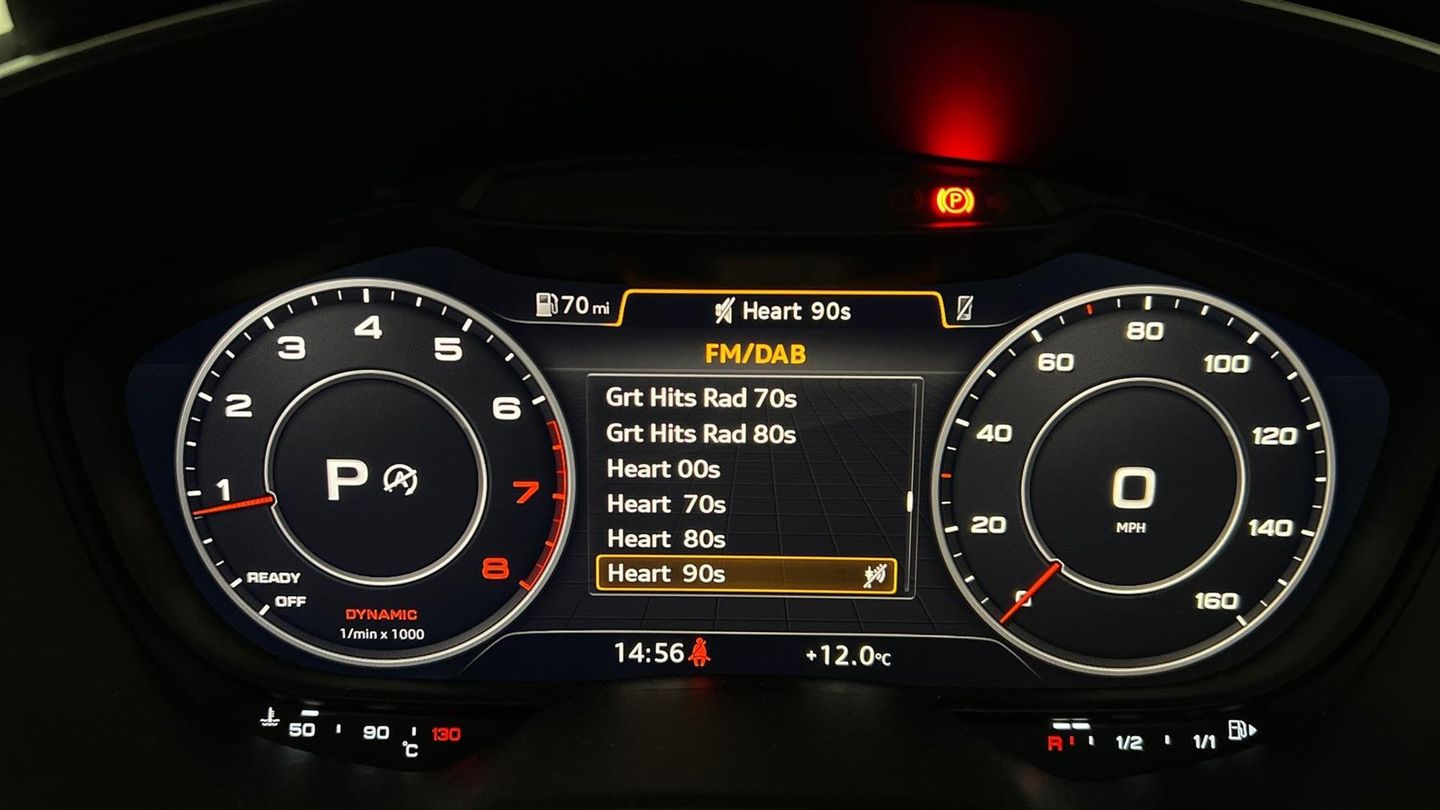 P
70 mi
Heart 90s
FM/DAB
Grt Hits Rad 70s
Grt Hits Rad 80s
Heart 00s
Heart 70s
Heart 80s
Heart 90s
1
2
3
4
5
6
7
8
P A
READY
OFF
DYNAMIC
1/min x 1000
0
20
40
60
80
100
120
140
160
0
MPH
14:56
+12.0°C
50 90 130
°C
R 1/2 1/1